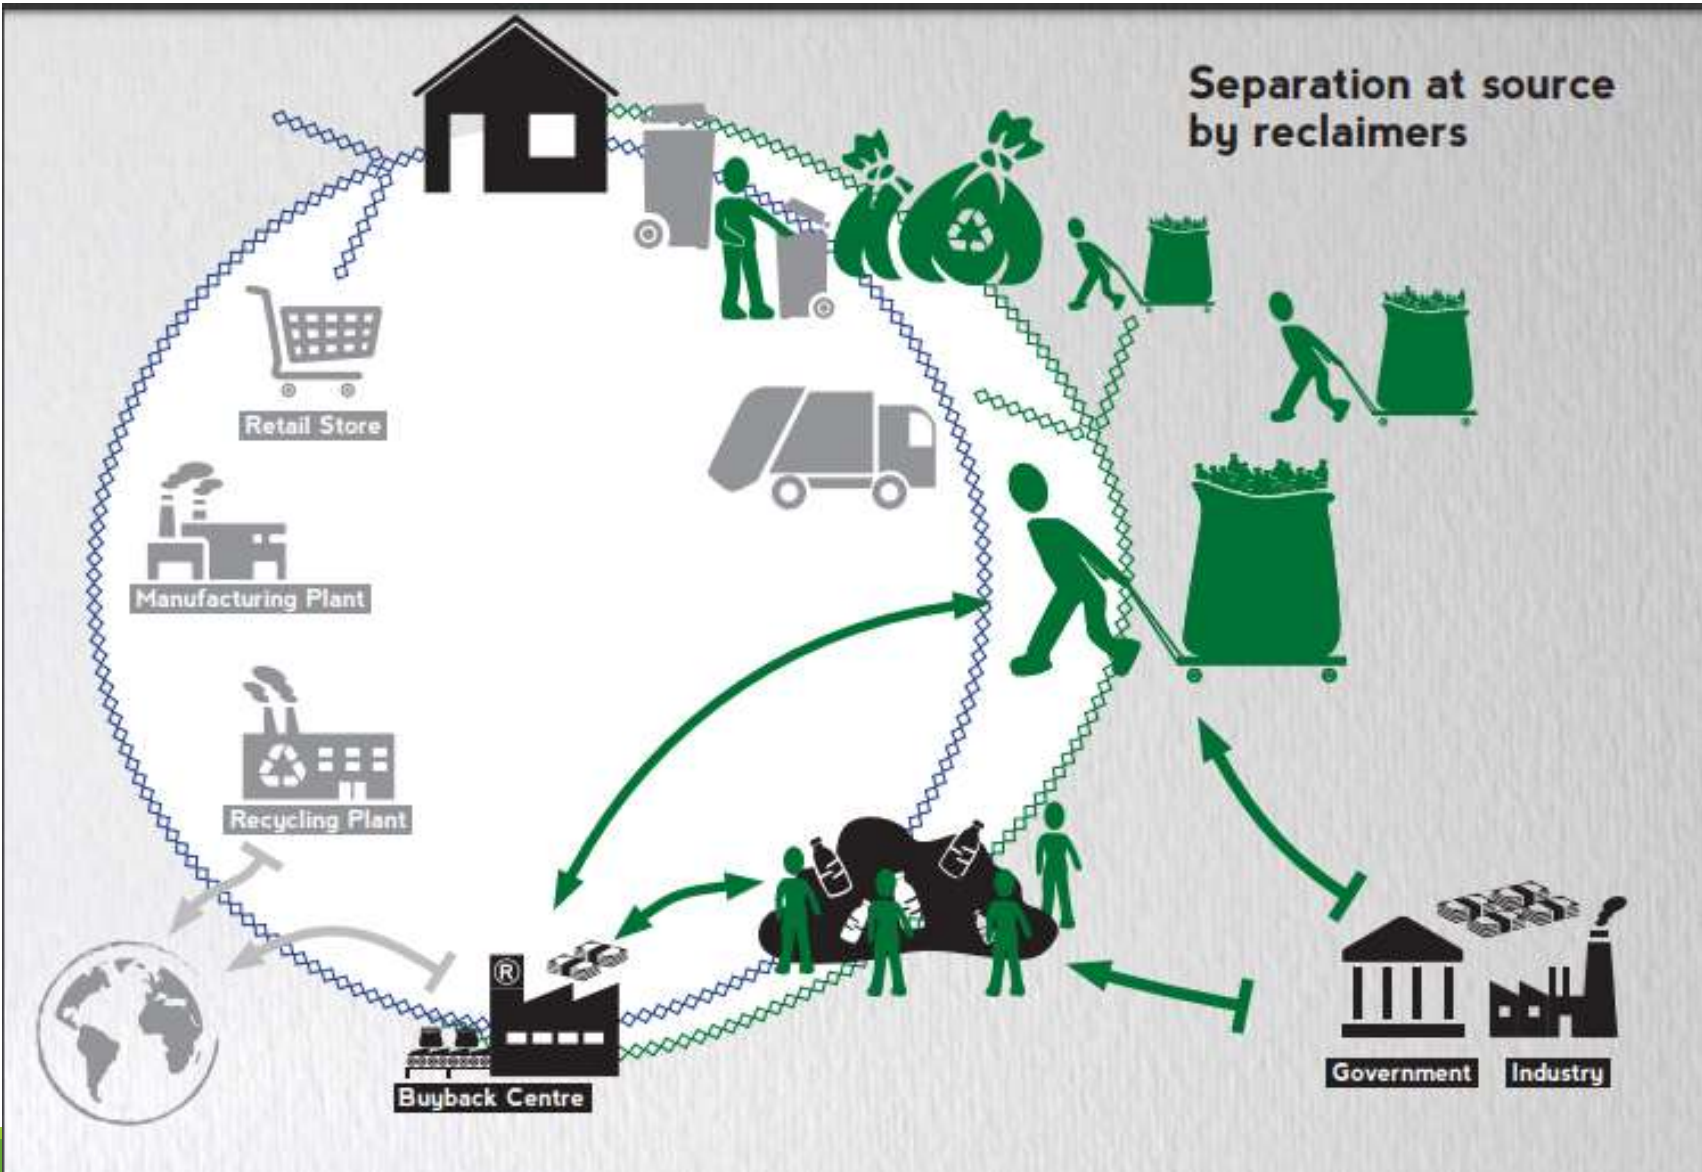 Separation at source
by reclaimers
Retail Store
Manufacturing Plant
Recycling Plant
®
Buyback Centre
Government
Industry